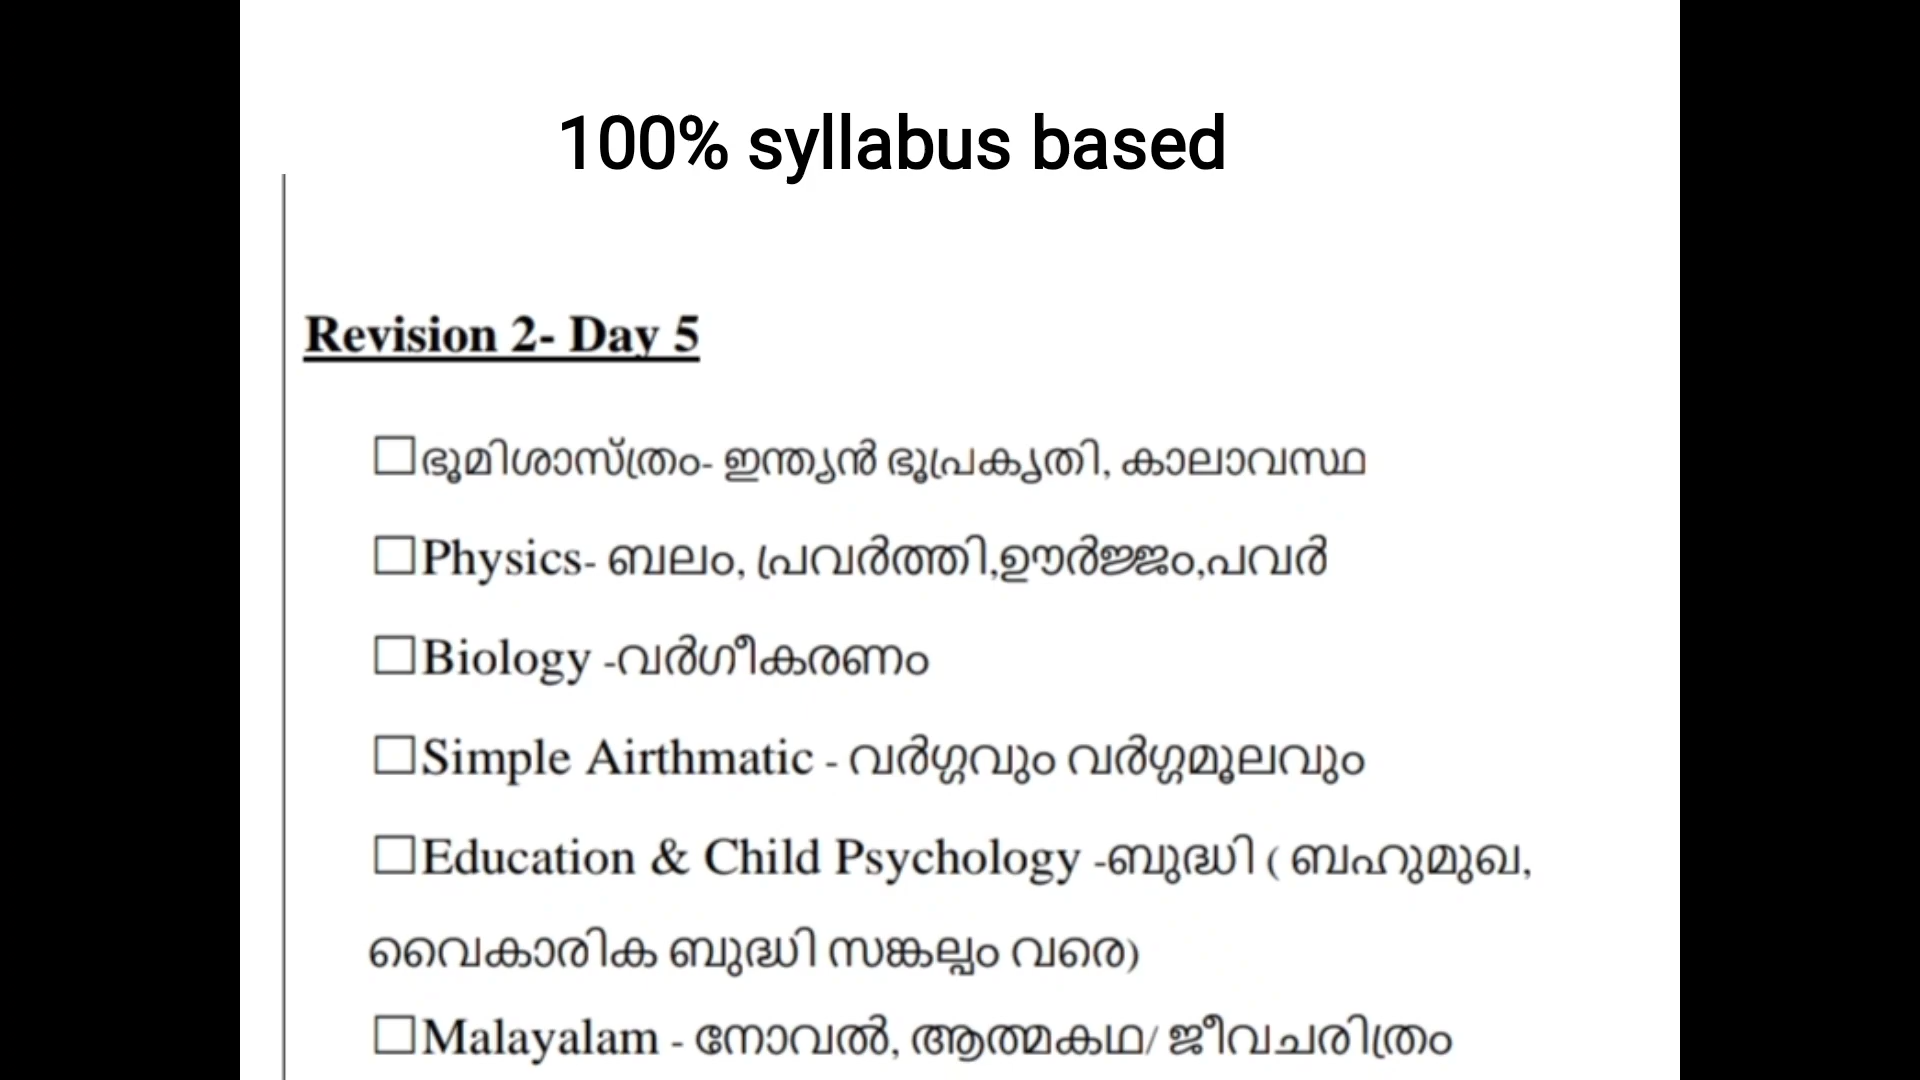 100% syllabus based
Revision 2- Day 5
☐ഭൂമിശാസ്ത്രം- ഇന്ത്യൻ ഭൂപ്രകൃതി, കാലാവസ്ഥ
☐Physics- ബലം, പ്രവർത്തി,ഊർജ്ജം,പവർ
☐Biology -വർഗീകരണം
☐Simple Airthmatic - വർഗ്ഗവും വർഗ്ഗമൂലവും
☐Education & Child Psychology -ബുദ്ധി ( ബഹുമുഖ,
വൈകാരിക ബുദ്ധി സങ്കല്പം വരെ)
☐Malayalam - നോവൽ, ആത്മകഥ/ ജീവചരിത്രം